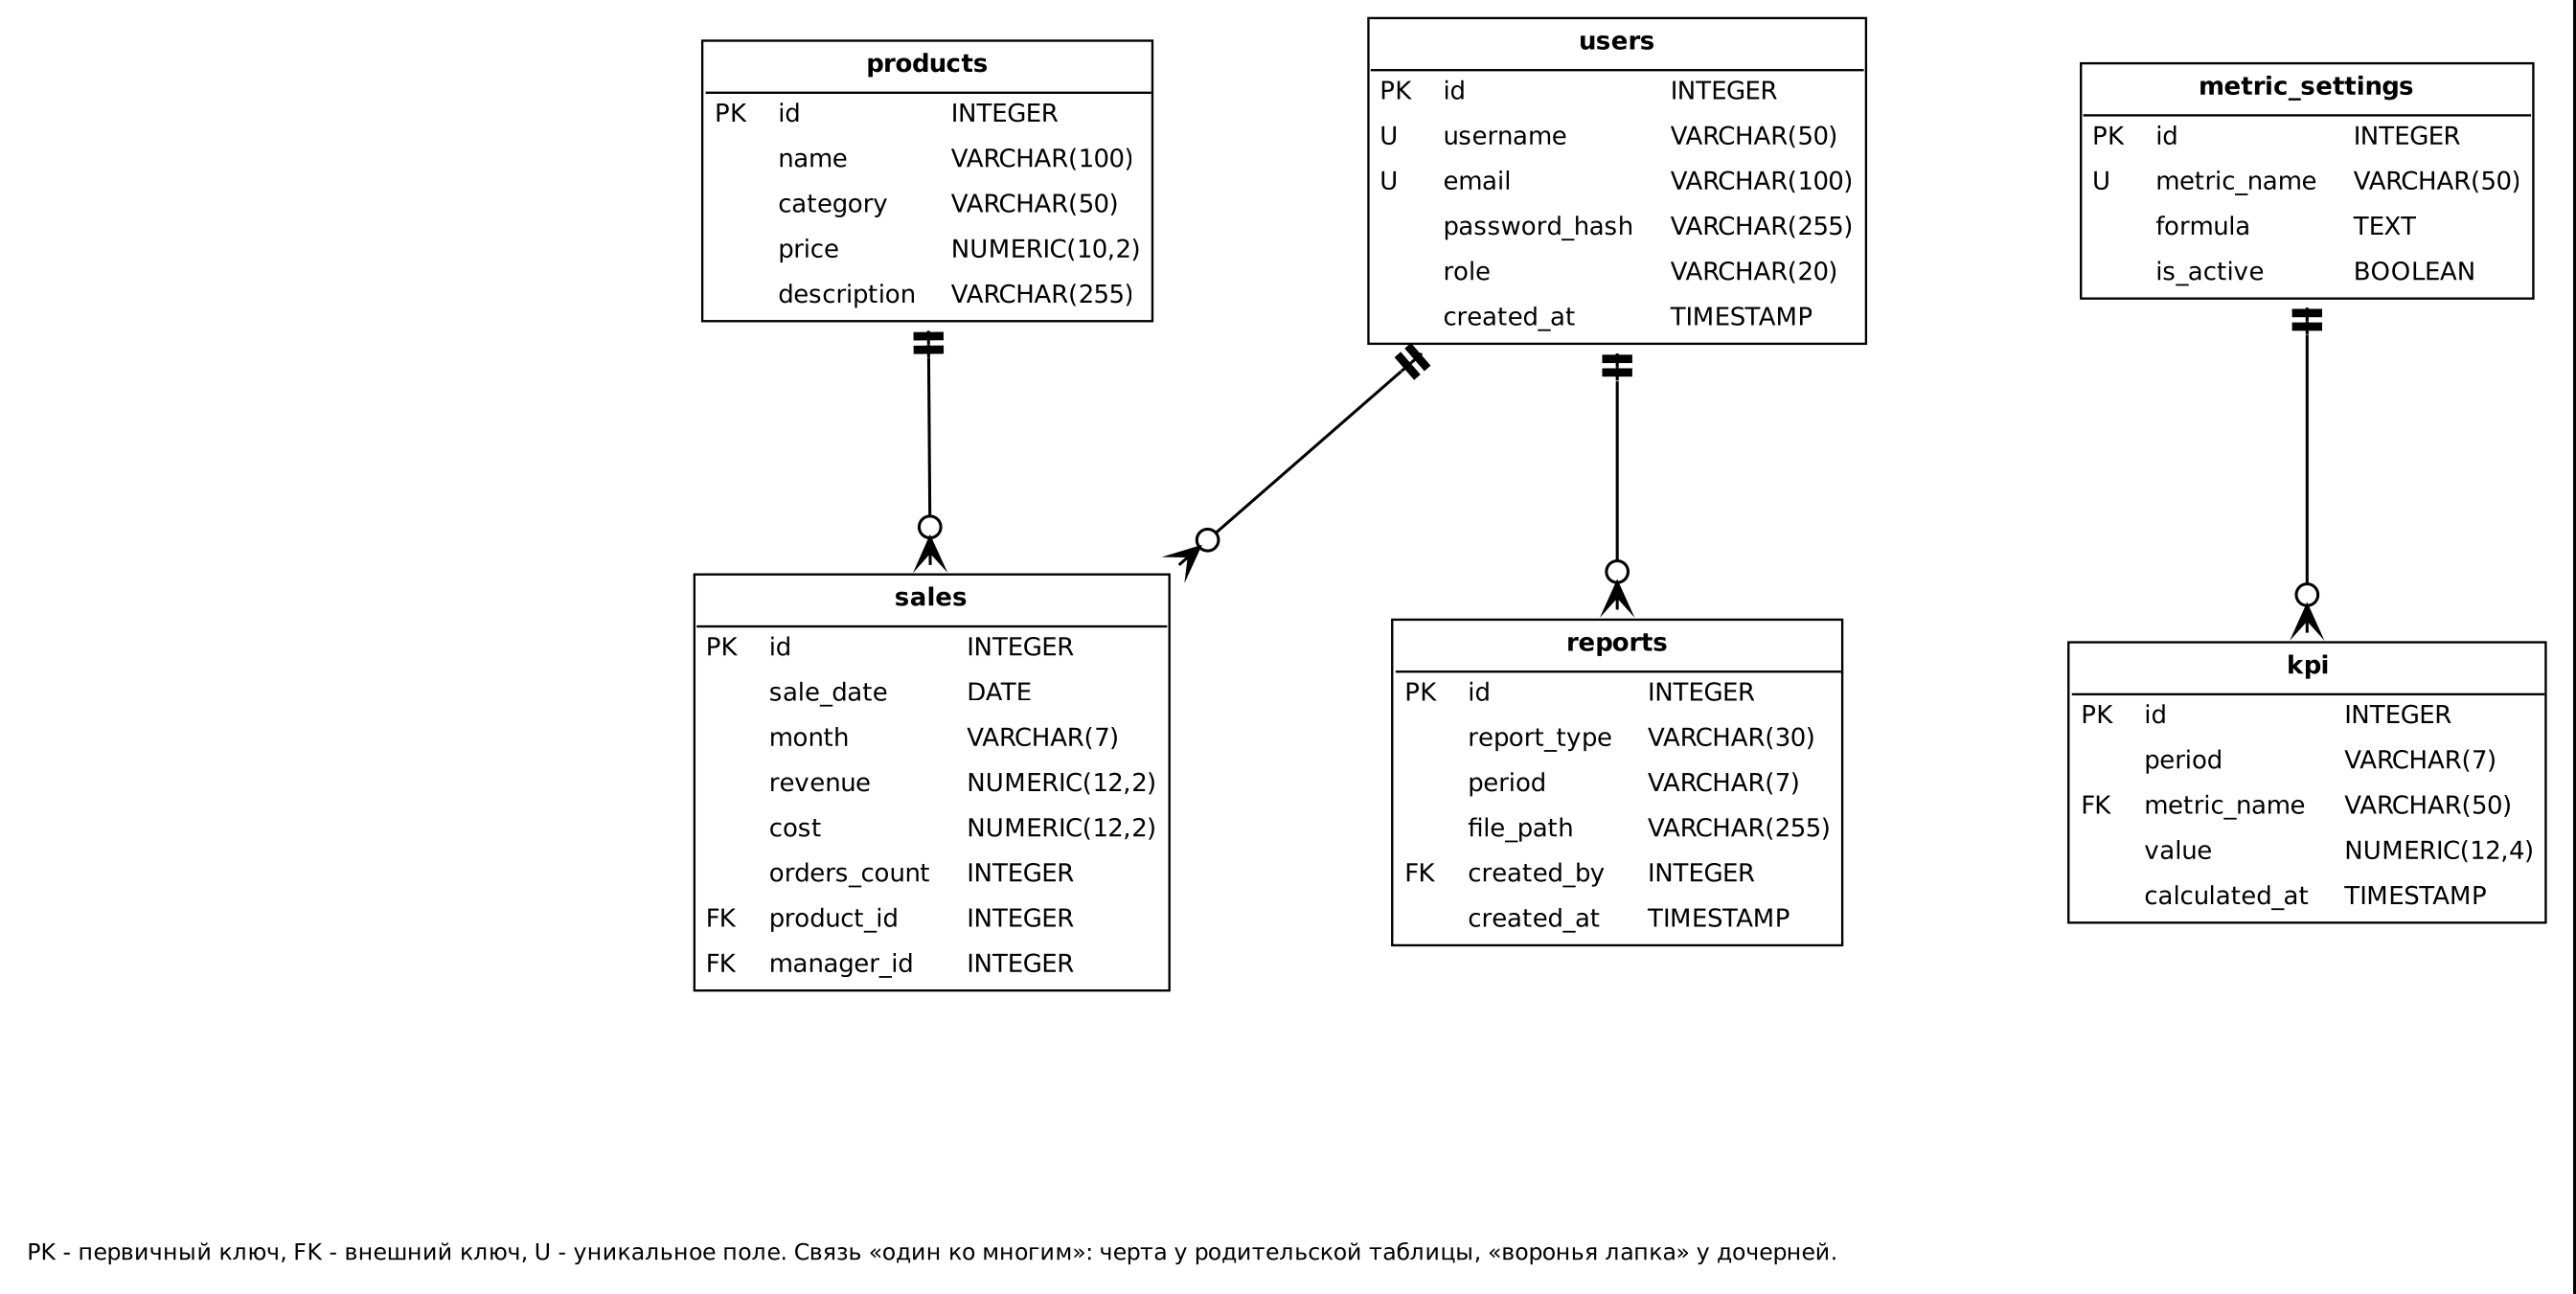 products
PK id INTEGER
name VARCHAR(100)
category VARCHAR(50)
price NUMERIC(10,2)
description VARCHAR(255)
users
PK id INTEGER
U username VARCHAR(50)
U email VARCHAR(100)
password_hash VARCHAR(255)
role VARCHAR(20)
created_at TIMESTAMP
metric_settings
PK id INTEGER
U metric_name VARCHAR(50)
formula TEXT
is_active BOOLEAN
sales
PK id INTEGER
sale_date DATE
month VARCHAR(7)
revenue NUMERIC(12,2)
cost NUMERIC(12,2)
orders_count INTEGER
FK product_id INTEGER
FK manager_id INTEGER
reports
PK id INTEGER
report_type VARCHAR(30)
period VARCHAR(7)
file_path VARCHAR(255)
FK created_by INTEGER
created_at TIMESTAMP
kpi
PK id INTEGER
period VARCHAR(7)
FK metric_name VARCHAR(50)
value NUMERIC(12,4)
calculated_at TIMESTAMP
PK - первичный ключ, FK - внешний ключ, U - уникальное поле. Связь «один ко многим»: черта у родительской таблицы, «воронья лапка» у дочерней.